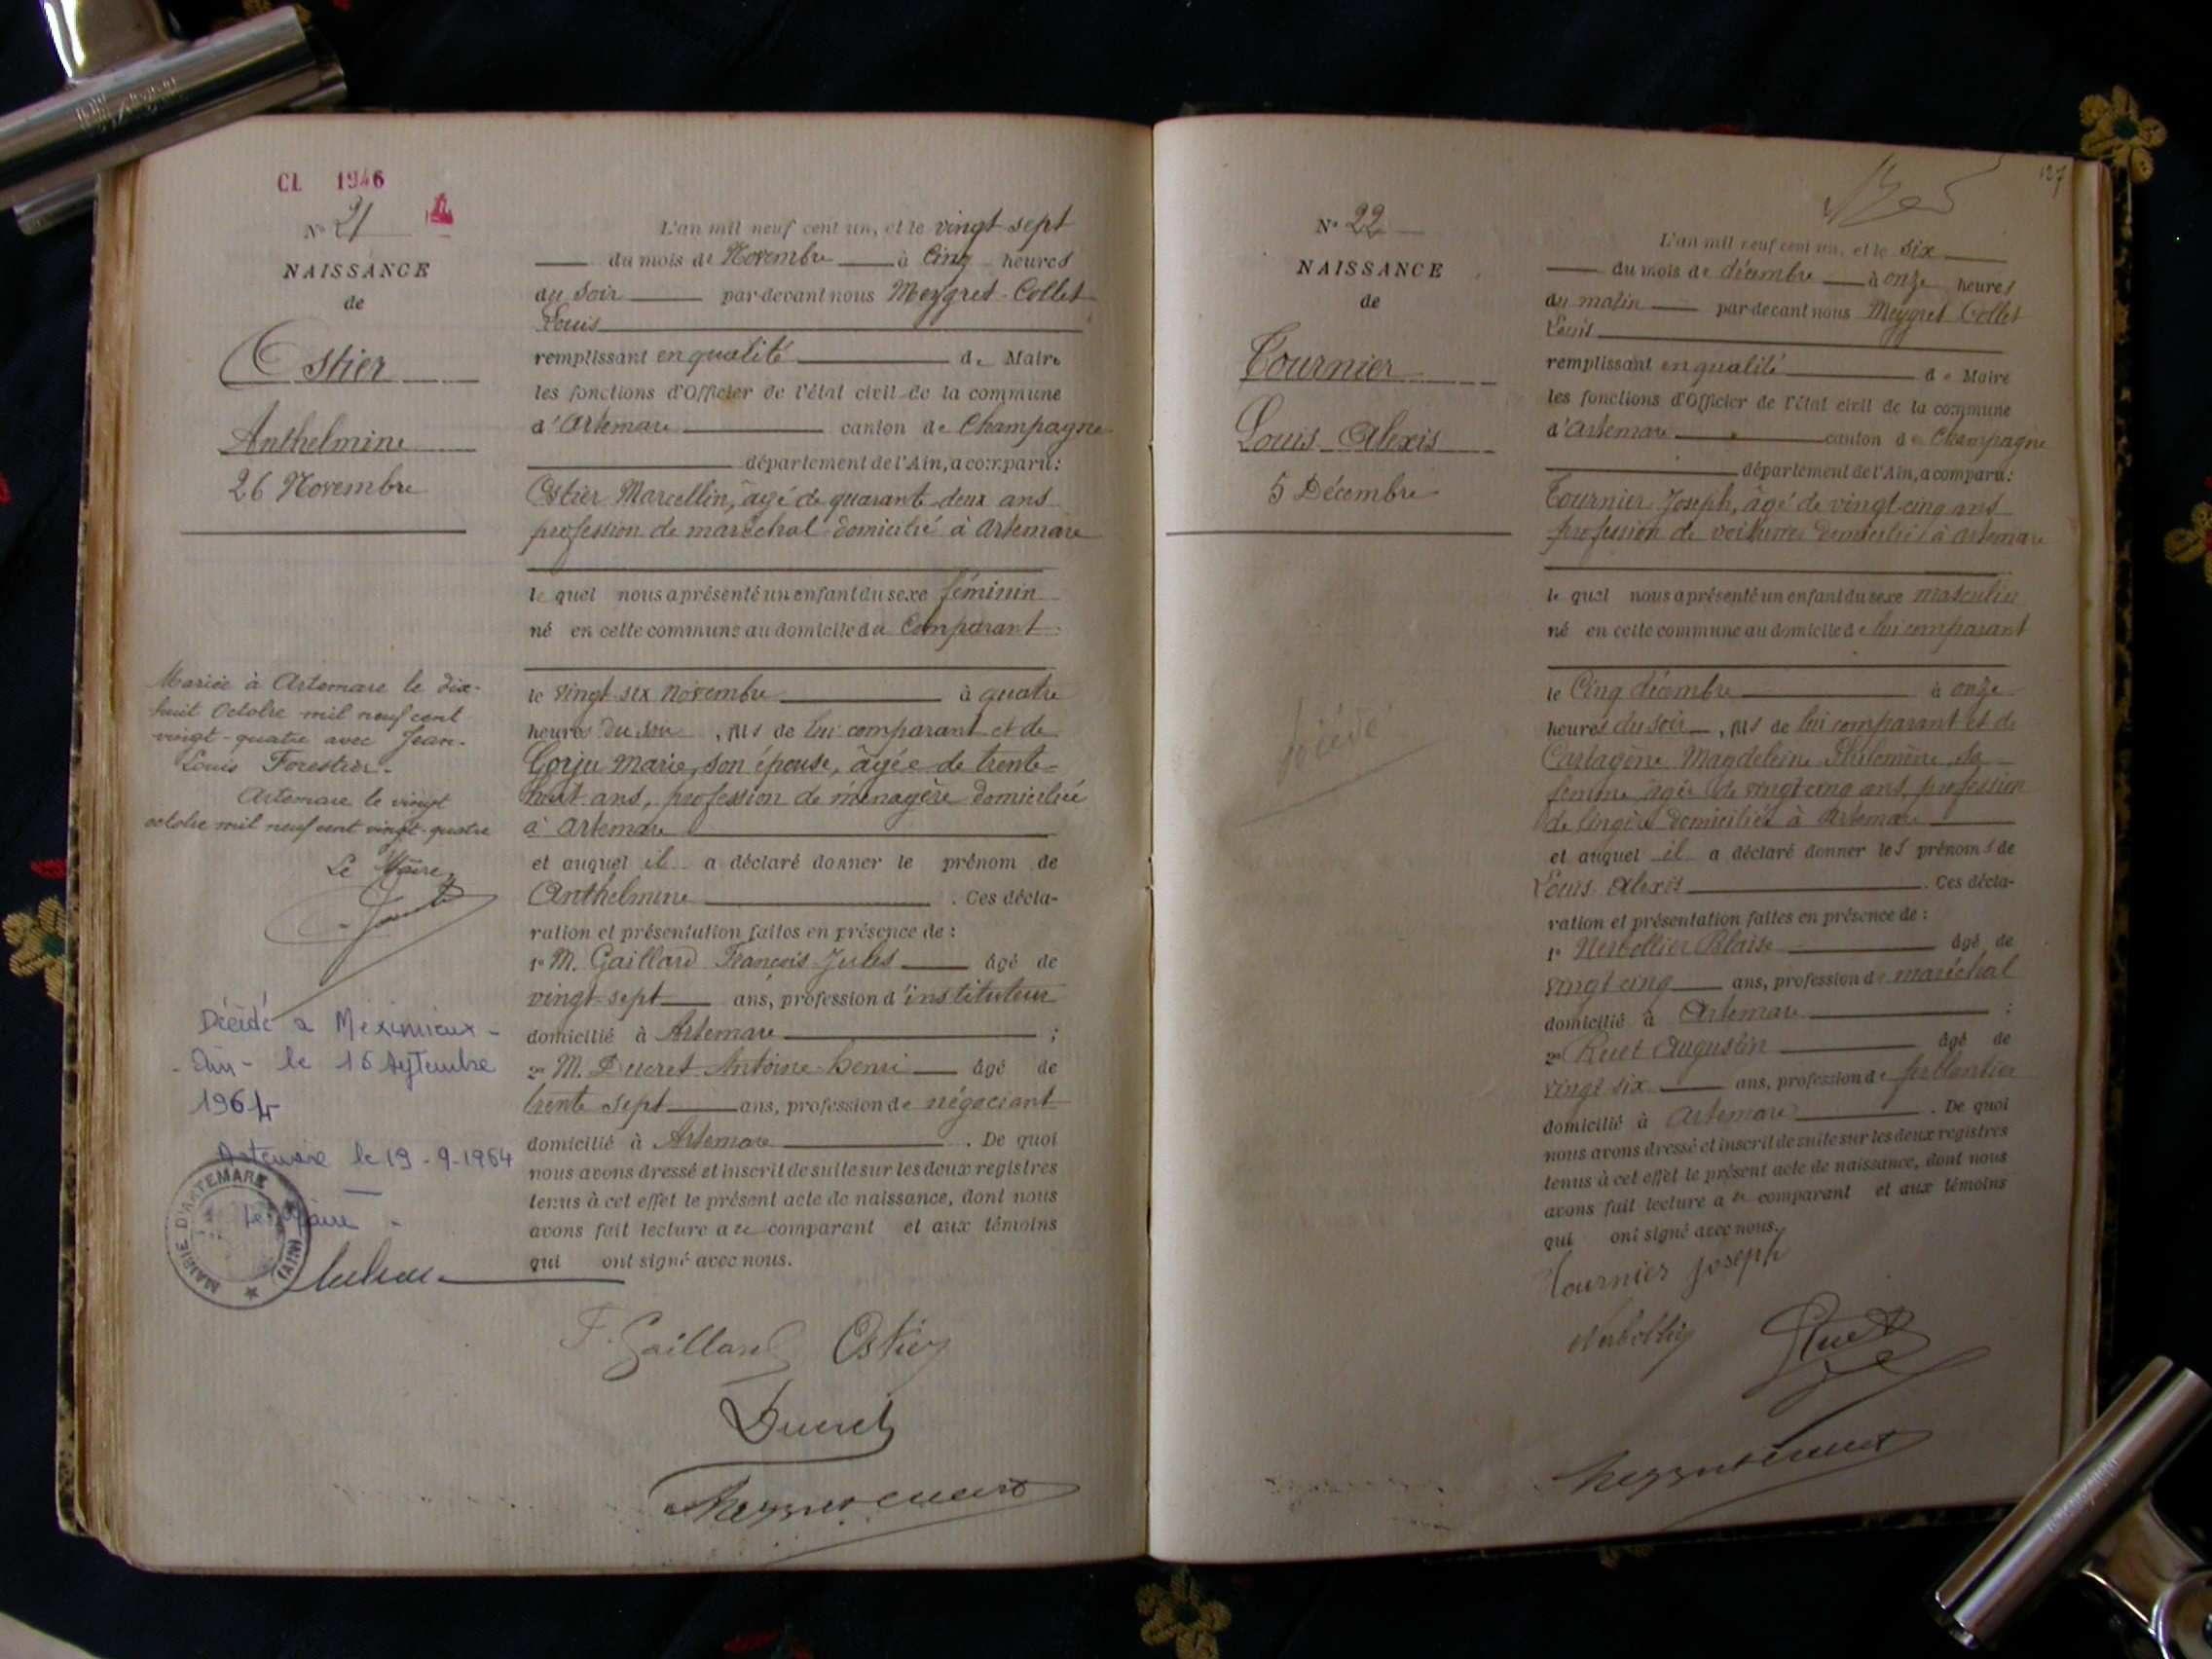 CL 1946
N° 21
NAISSANCE
de
Ostier
Anthelmine
26 Novembre
Mariée à Artemare le dix-
huit Octobre mil neuf cent
vingt-quatre avec Jean-
Louis Forestier.
Artemare le vingt
octobre mil neuf cent vingt-quatre
Le Maire,
Décédé a Meximieux -
- Ain - le 15 Septembre
1964
Artemare le 19-9-1964
Le Maire
MAIRIE D'ARTEMARE (AIN)
L'an mil neuf cent un, et le vingt sept
du mois de Novembre à Cinq heures
du soir par-devant nous Meygret-Collet
Louis
remplissant en qualité de Maire
les fonctions d'Officier de l'état civil de la commune
d'Artemare canton de Champagne
département de l'Ain, a comparu:
Ostier Marcellin, âgé de quarante deux ans
profession de maréchal domicilié à Artemare
le quel nous a présenté un enfant du sexe féminin
né en cette commune au domicile du Comparant
le vingt six novembre à quatre
heures du soir, fils de lui comparant et de
Gorju Marie, son épouse, âgée de trente-
huit ans, profession de ménagère domiciliée
à Artemare
et auquel il a déclaré donner le prénom de
Anthelmine. Ces décla-
ration et présentation faites en présence de :
1° M. Gaillard François Jules âgé de
vingt-sept ans, profession d'instituteur
domicilié à Artemare ;
2° M. Ducret Antoine-henri âgé de
trente sept ans, profession de négociant
domicilié à Artemare. De quoi
nous avons dressé et inscrit de suite sur les deux registres
tenus à cet effet le présent acte de naissance, dont nous
avons fait lecture au comparant et aux témoins
qui ont signé avec nous.
F. Gaillard Ostier
Ducret
127
N° 22
NAISSANCE
de
Tournier
Louis Alexis
5 Décembre
L'an mil neuf cent un, et le six
du mois de décembre à onze heures
du matin par-devant nous Meygret Collet
Louis
remplissant en qualité de Maire
les fonctions d'Officier de l'état civil de la commune
d'Artemare canton de Champagne
département de l'Ain, a comparu:
Tournier Joseph, âgé de vingt-cinq ans
profession de voiturier domicilié à Artemare
le quel nous a présenté un enfant du sexe masculin
né en cette commune au domicile de lui comparant
le Cinq décembre à onze
heures du soir, fils de lui comparant et de
Cartagène Magdeleine Philomène sa
femme âgée de vingt cinq ans, profession
de lingère domiciliée à Artemare
et auquel il a déclaré donner les prénoms de
Louis Alexis. Ces décla-
ration et présentation faites en présence de :
1° Nerbollier Blaise âgé de
vingt cinq ans, profession de maréchal
domicilié à Artemare ;
2° Ruet Augustin âgé de
vingt six ans, profession de ferblantier
domicilié à Artemare. De quoi
nous avons dressé et inscrit de suite sur les deux registres
tenus à cet effet le présent acte de naissance, dont nous
avons fait lecture au comparant et aux témoins
qui ont signé avec nous.
Tournier Joseph
Ruet